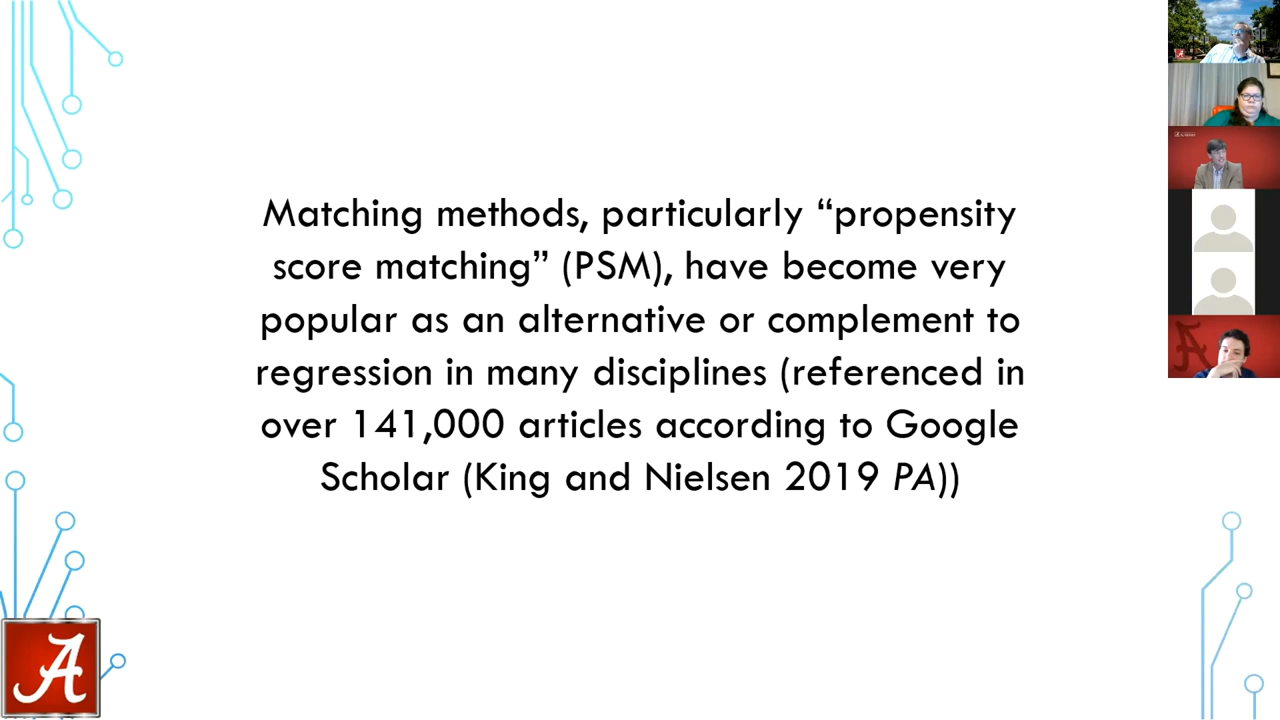 Matching methods, particularly “propensity
score matching” (PSM), have become very
popular as an alternative or complement to
regression in many disciplines (referenced in
over 141,000 articles according to Google
Scholar (King and Nielsen 2019 PA))
A